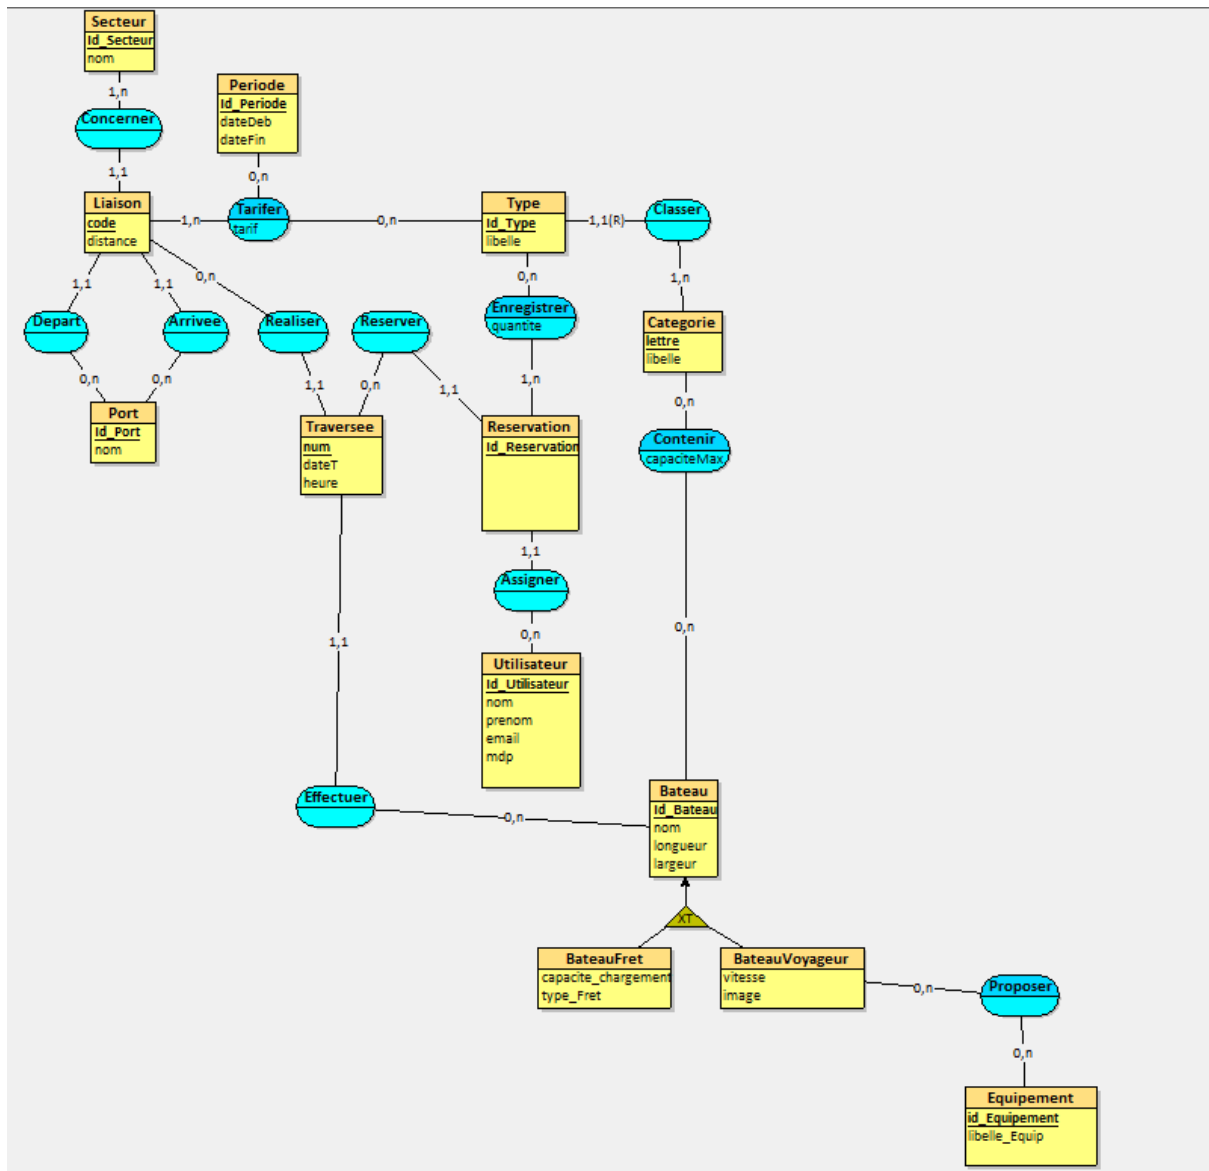 Secteur
Id_Secteur
nom
1,n
Concerner
1,1
Periode
Id_Periode
dateDeb
dateFin
0,n
Liaison
code
distance
1,n
Tarifer
tarif
0,n
Type
Id_Type
libelle
1,1(R)
Classer
1,n
0,n
1,1
1,1
0,n
Depart
Arrivee
Realiser
Reserver
Enregistrer
quantite
Categorie
lettre
libelle
0,n
0,n
1,1
0,n
1,1
1,n
0,n
Port
Id_Port
nom
Traversee
num
dateT
heure
Reservation
Id_Reservation
Contenir
capaciteMax
1,1
Assigner
0,n
1,1
0,n
Utilisateur
Id_Utilisateur
nom
prenom
email
mdp
Effectuer
0,n
Bateau
Id_Bateau
nom
longueur
largeur
XT
BateauFret
capacite_chargement
type_Fret
BateauVoyageur
vitesse
image
0,n
Proposer
0,n
Equipement
id_Equipement
libelle_Equip